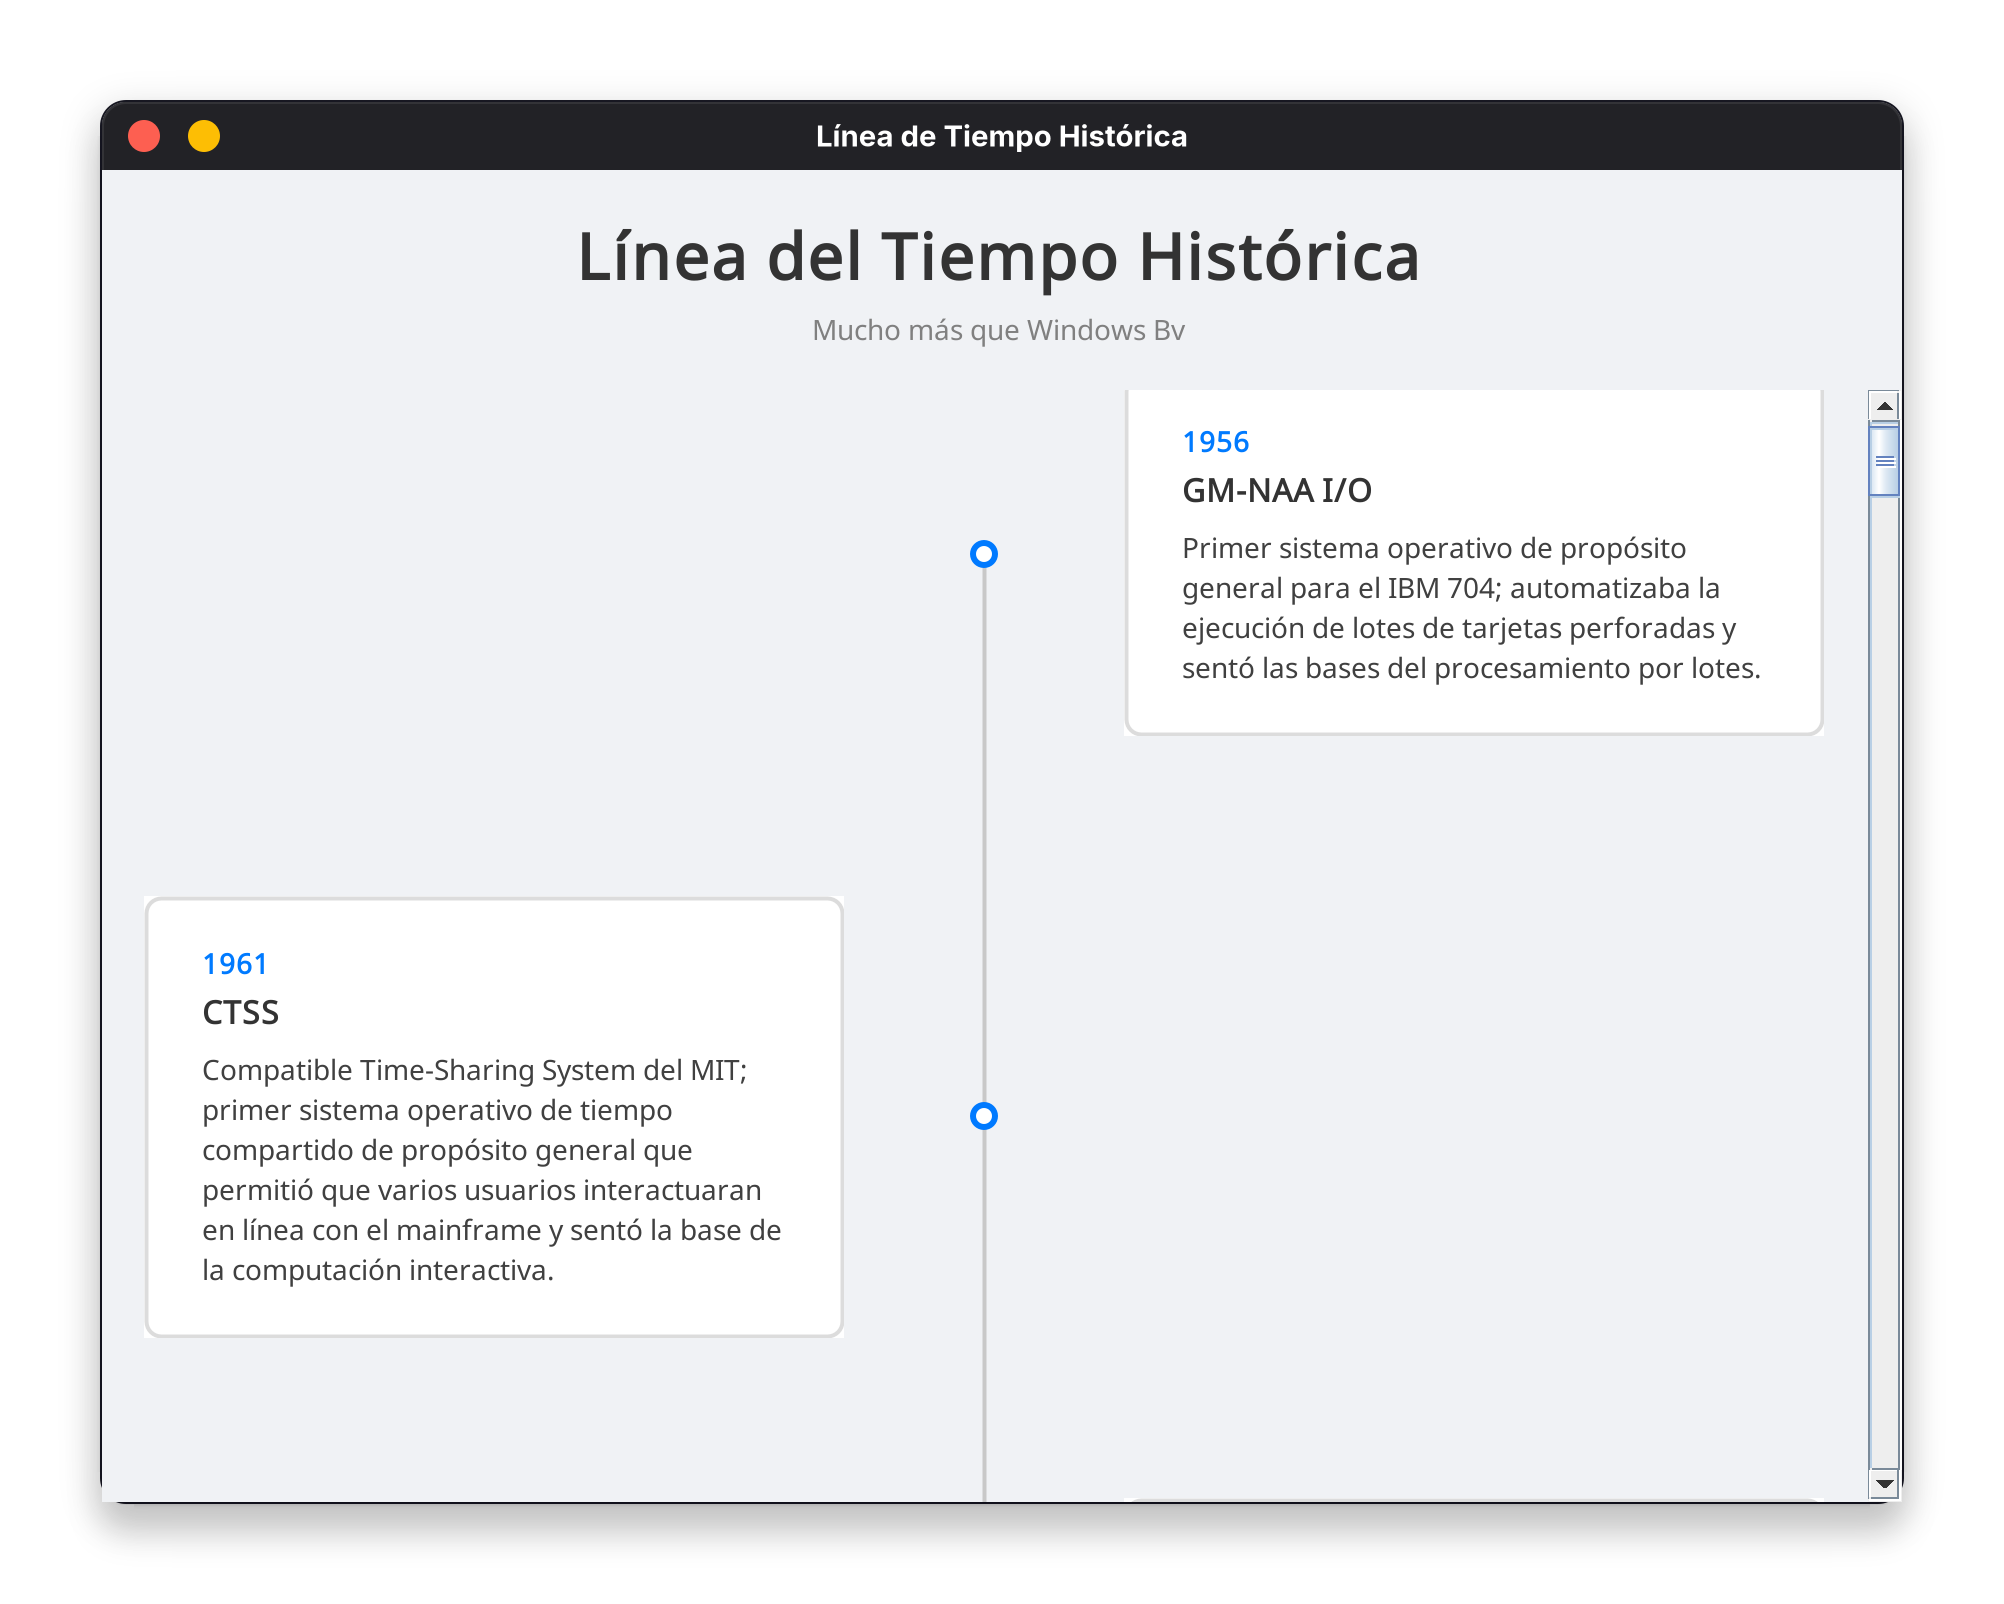 Línea de Tiempo Histórica
Línea del Tiempo Histórica
Mucho más que Windows Bv
1956
GM-NAA I/O
Primer sistema operativo de propósito
general para el IBM 704; automatizaba la
ejecución de lotes de tarjetas perforadas y
sentó las bases del procesamiento por lotes.
1961
CTSS
Compatible Time-Sharing System del MIT;
primer sistema operativo de tiempo
compartido de propósito general que
permitió que varios usuarios interactuaran
en línea con el mainframe y sentó la base de
la computación interactiva.